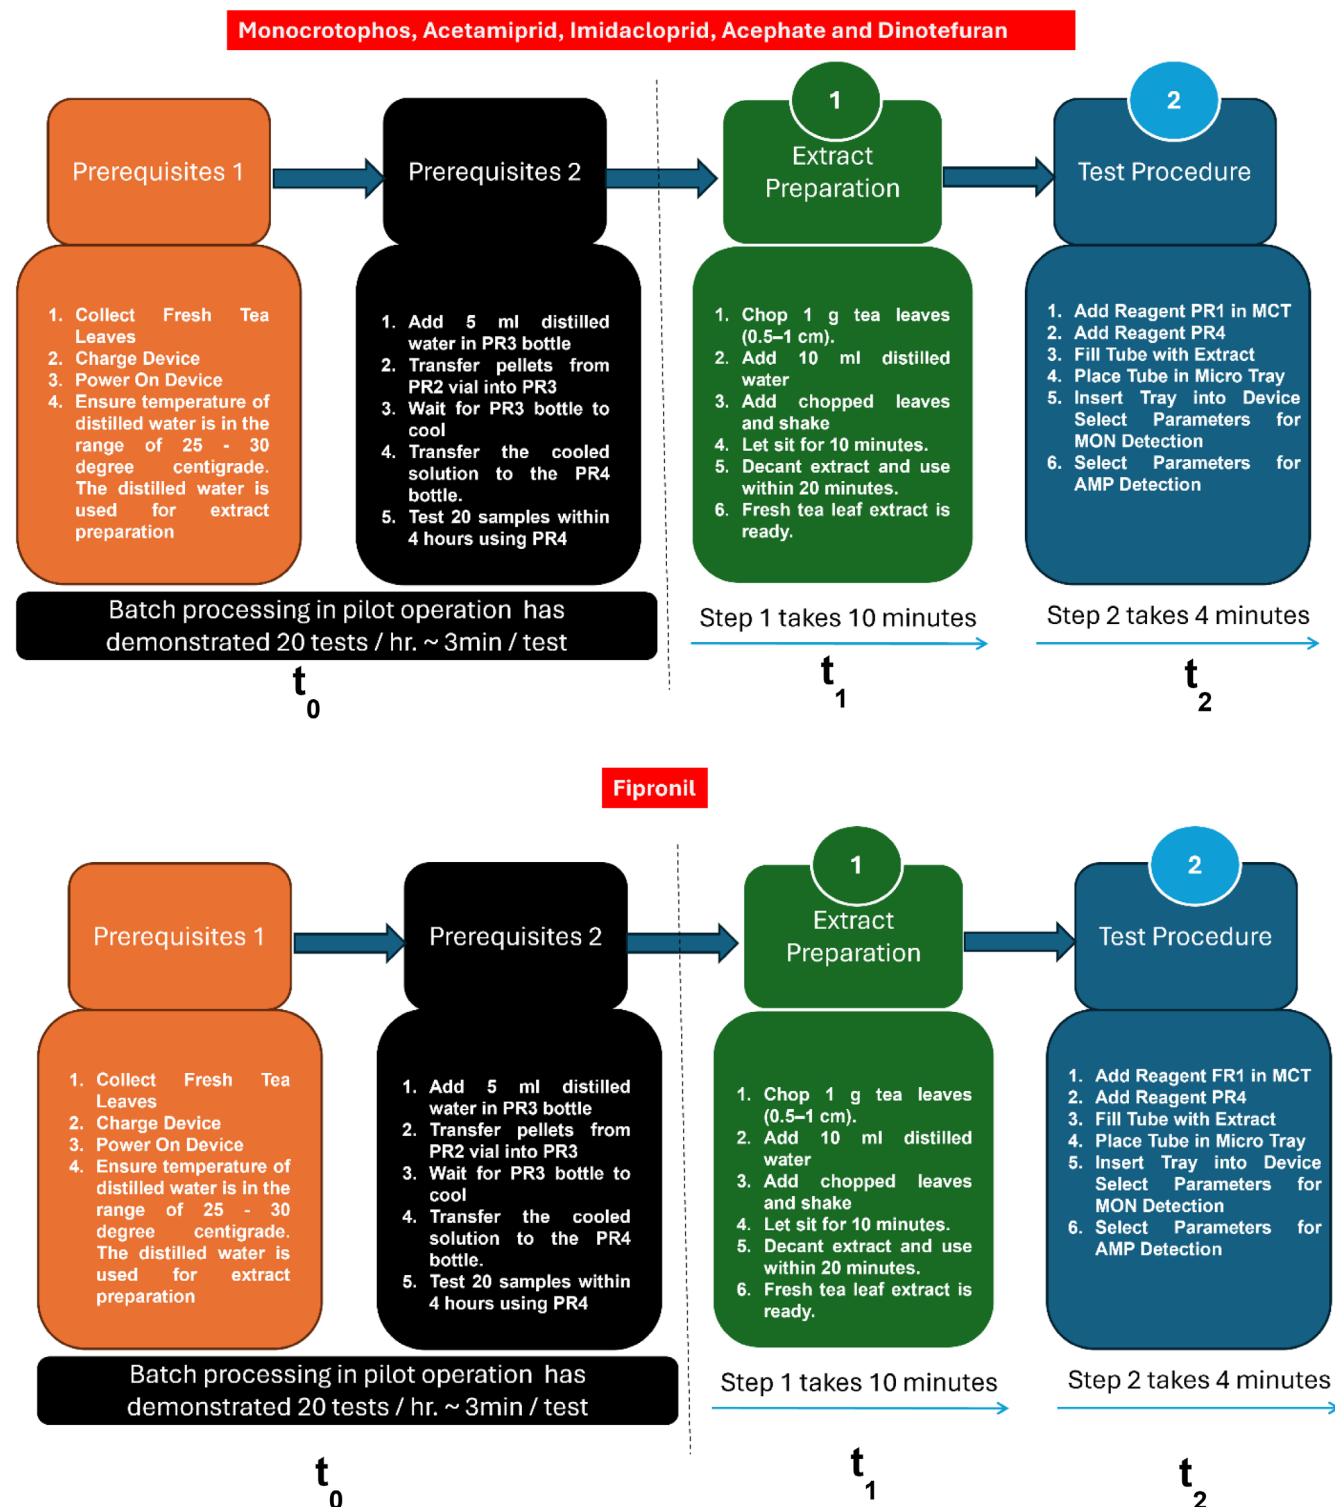 Monocrotophos, Acetamiprid, Imidacloprid, Acephate and Dinotefuran
Prerequisites 1
1. Collect Fresh Tea
Leaves
2. Charge Device
3. Power On Device
4. Ensure temperature of
distilled water is in the
range of 25 - 30
degree centigrade.
The distilled water is
used for extract
preparation
Prerequisites 2
1. Add 5 ml distilled
water in PR3 bottle
2. Transfer pellets from
PR2 vial into PR3
3. Wait for PR3 bottle to
cool
4. Transfer the cooled
solution to the PR4
bottle.
5. Test 20 samples within
4 hours using PR4
Batch processing in pilot operation has
demonstrated 20 tests / hr. ~ 3min / test
t0
1
Extract
Preparation
1. Chop 1 g tea leaves
(0.5–1 cm).
2. Add 10 ml distilled
water
3. Add chopped leaves
and shake
4. Let sit for 10 minutes.
5. Decant extract and use
within 20 minutes.
6. Fresh tea leaf extract is
ready.
Step 1 takes 10 minutes
t1
2
Test Procedure
1. Add Reagent PR1 in MCT
2. Add Reagent PR4
3. Fill Tube with Extract
4. Place Tube in Micro Tray
5. Insert Tray into Device
Select Parameters for
MON Detection
6. Select Parameters for
AMP Detection
Step 2 takes 4 minutes
t2
Fipronil
Prerequisites 1
1. Collect Fresh Tea
Leaves
2. Charge Device
3. Power On Device
4. Ensure temperature of
distilled water is in the
range of 25 - 30
degree centigrade.
The distilled water is
used for extract
preparation
Prerequisites 2
1. Add 5 ml distilled
water in PR3 bottle
2. Transfer pellets from
PR2 vial into PR3
3. Wait for PR3 bottle to
cool
4. Transfer the cooled
solution to the PR4
bottle.
5. Test 20 samples within
4 hours using PR4
Batch processing in pilot operation has
demonstrated 20 tests / hr. ~ 3min / test
t0
1
Extract
Preparation
1. Chop 1 g tea leaves
(0.5–1 cm).
2. Add 10 ml distilled
water
3. Add chopped leaves
and shake
4. Let sit for 10 minutes.
5. Decant extract and use
within 20 minutes.
6. Fresh tea leaf extract is
ready.
Step 1 takes 10 minutes
t1
2
Test Procedure
1. Add Reagent FR1 in MCT
2. Add Reagent PR4
3. Fill Tube with Extract
4. Place Tube in Micro Tray
5. Insert Tray into Device
Select Parameters for
MON Detection
6. Select Parameters for
AMP Detection
Step 2 takes 4 minutes
t2